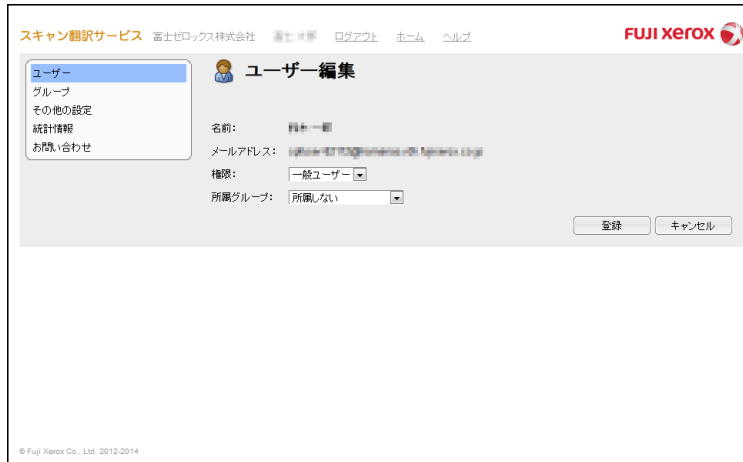 スキャン翻訳サービス 富士ゼロックス株式会社 ログアウト ホーム ヘルプ
FUJI xerox
ユーザー
グループ
その他の設定
統計情報
お問い合わせ
ユーザー編集
名前:
メールアドレス:
権限: 一般ユーザー
所属グループ: 所属しない
登録 キャンセル
© Fuji Xerox Co., Ltd. 2012-2014